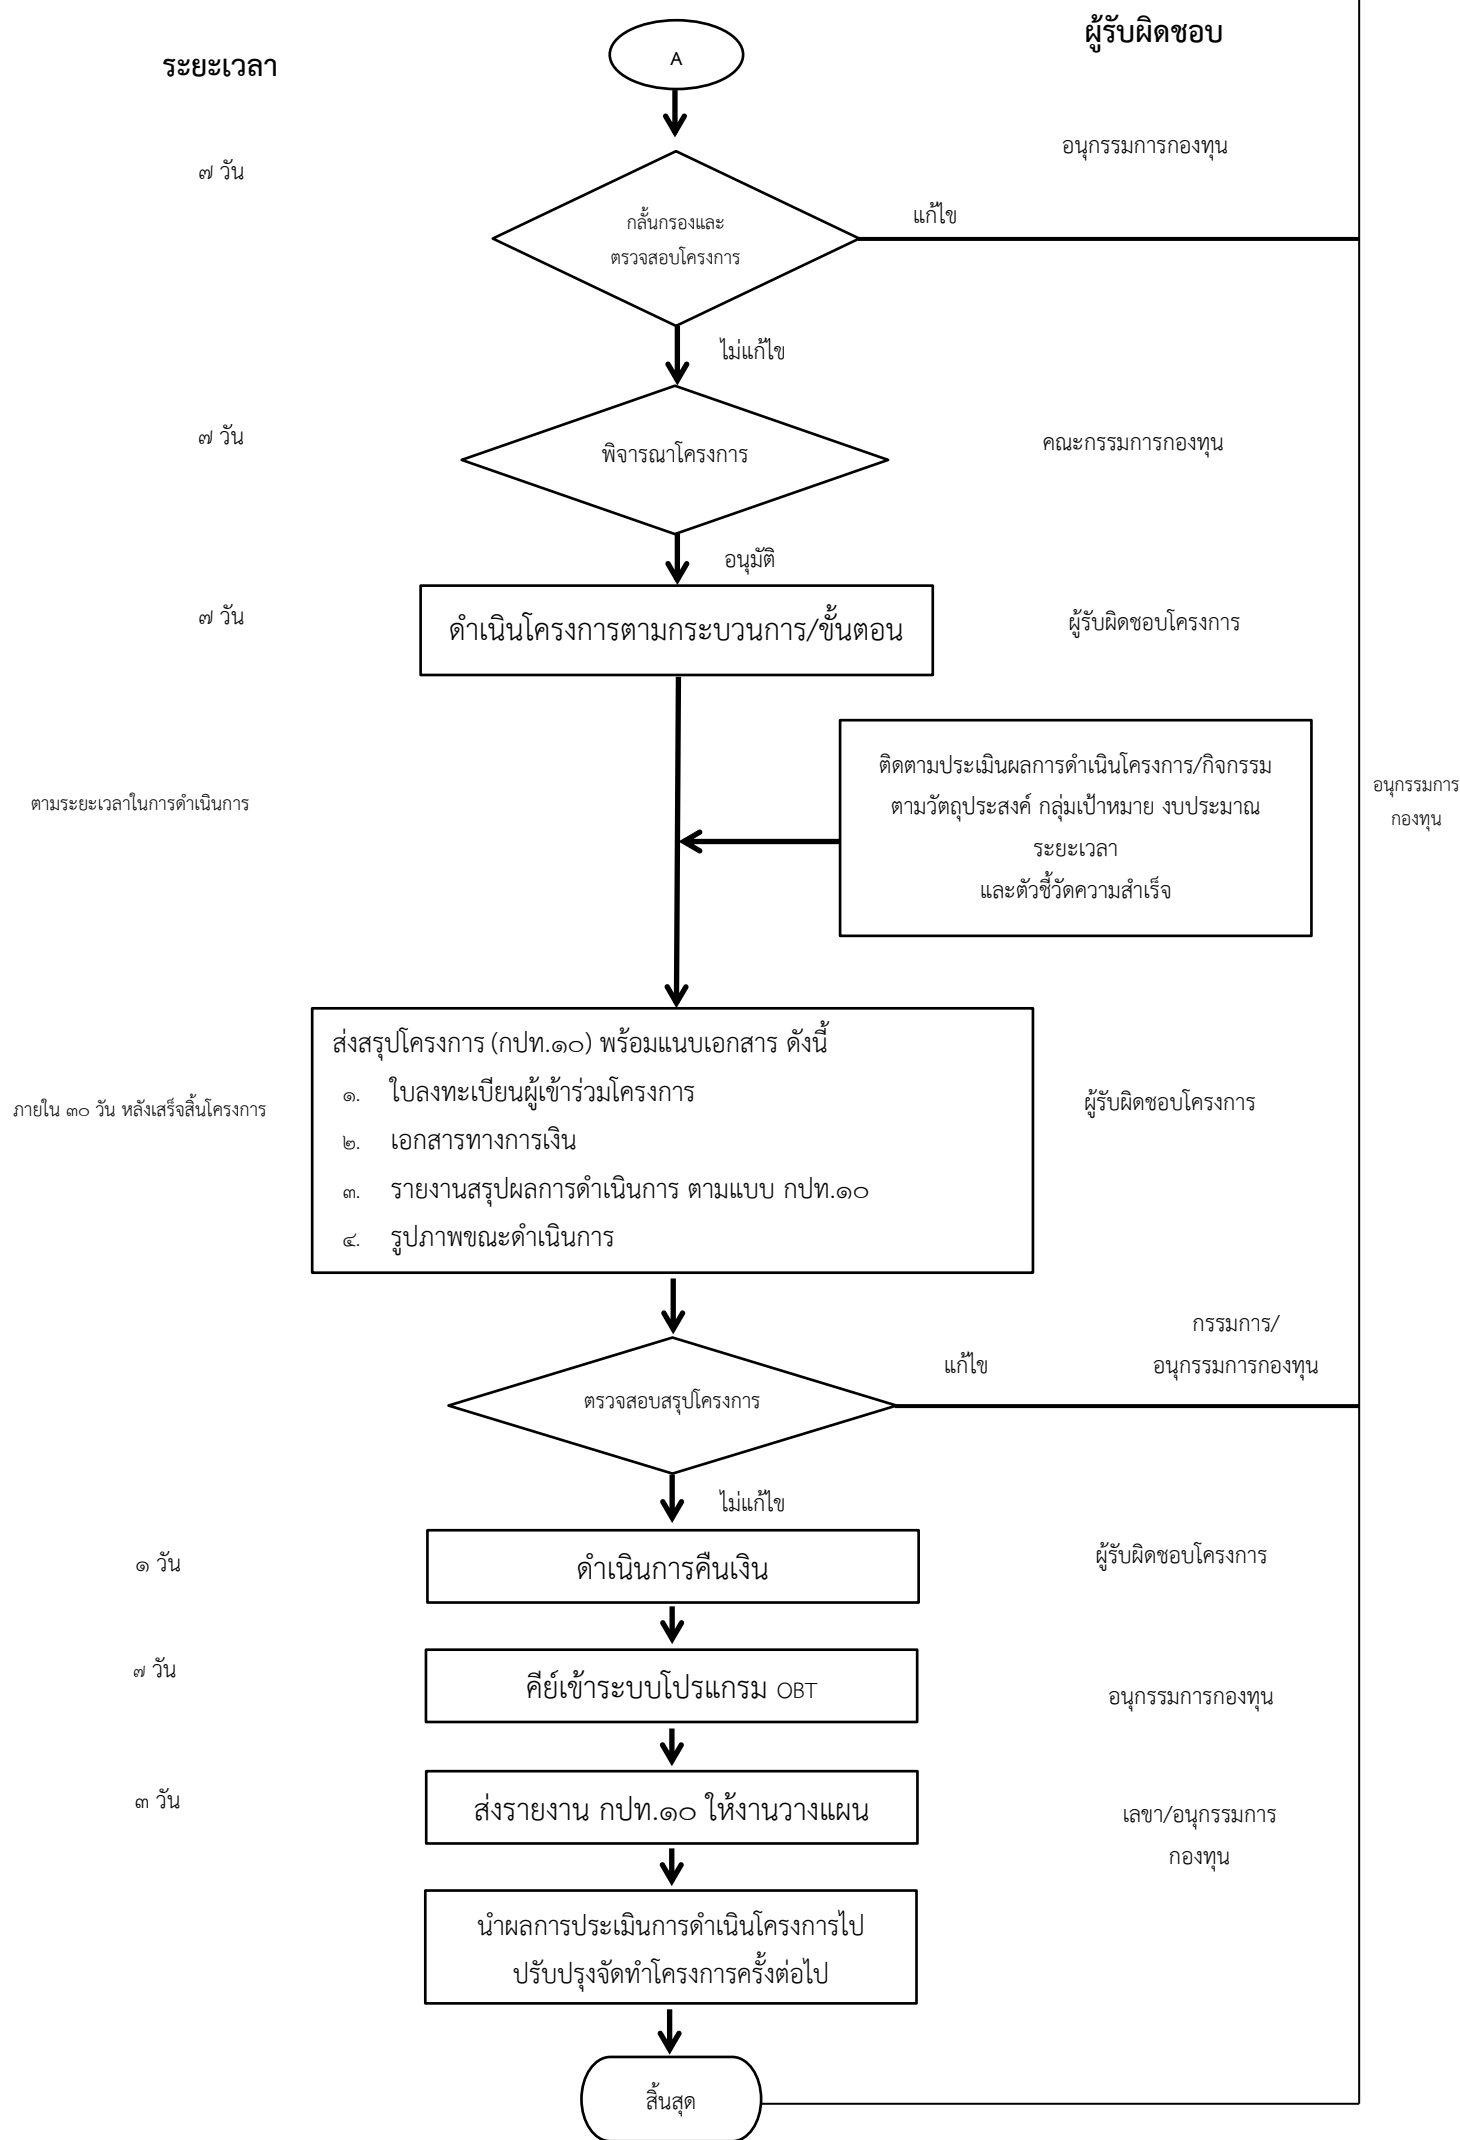 ผู้รับผิดชอบ
ระยะเวลา
A
อนุกรรมการกองทุน
๗ วัน
แก้ไข
กลั้นกรองและ
ตรวจสอบโครงการ
ไม่แก้ไข
๗ วัน
พิจารณาโครงการ
คณะกรรมการกองทุน
อนุมัติ
๗ วัน
ดำเนินโครงการตามกระบวนการ/ขั้นตอน
ผู้รับผิดชอบโครงการ
ติดตามประเมินผลการดำเนินโครงการ/กิจกรรม
ตามวัตถุประสงค์ กลุ่มเป้าหมาย งบประมาณ
ระยะเวลา
และตัวชี้วัดความสำเร็จ
ตามระยะเวลาในการดำเนินการ
อนุกรรมการ
กองทุน
ส่งสรุปโครงการ (กปท.๑๐) พร้อมแนบเอกสาร ดังนี้
๑. ใบลงทะเบียนผู้เข้าร่วมโครงการ
๒. เอกสารทางการเงิน
๓. รายงานสรุปผลการดำเนินการ ตามแบบ กปท.๑๐
๔. รูปภาพขณะดำเนินการ
ภายใน ๓๐ วัน หลังเสร็จสิ้นโครงการ
ผู้รับผิดชอบโครงการ
กรรมการ/
อนุกรรมการกองทุน
แก้ไข
ตรวจสอบสรุปโครงการ
ไม่แก้ไข
๑ วัน
ดำเนินการคืนเงิน
ผู้รับผิดชอบโครงการ
๗ วัน
คีย์เข้าระบบโปรแกรม OBT
อนุกรรมการกองทุน
๓ วัน
ส่งรายงาน กปท.๑๐ ให้งานวางแผน
เลขา/อนุกรรมการ
กองทุน
นำผลการประเมินการดำเนินโครงการไป
ปรับปรุงจัดทำโครงการครั้งต่อไป
สิ้นสุด